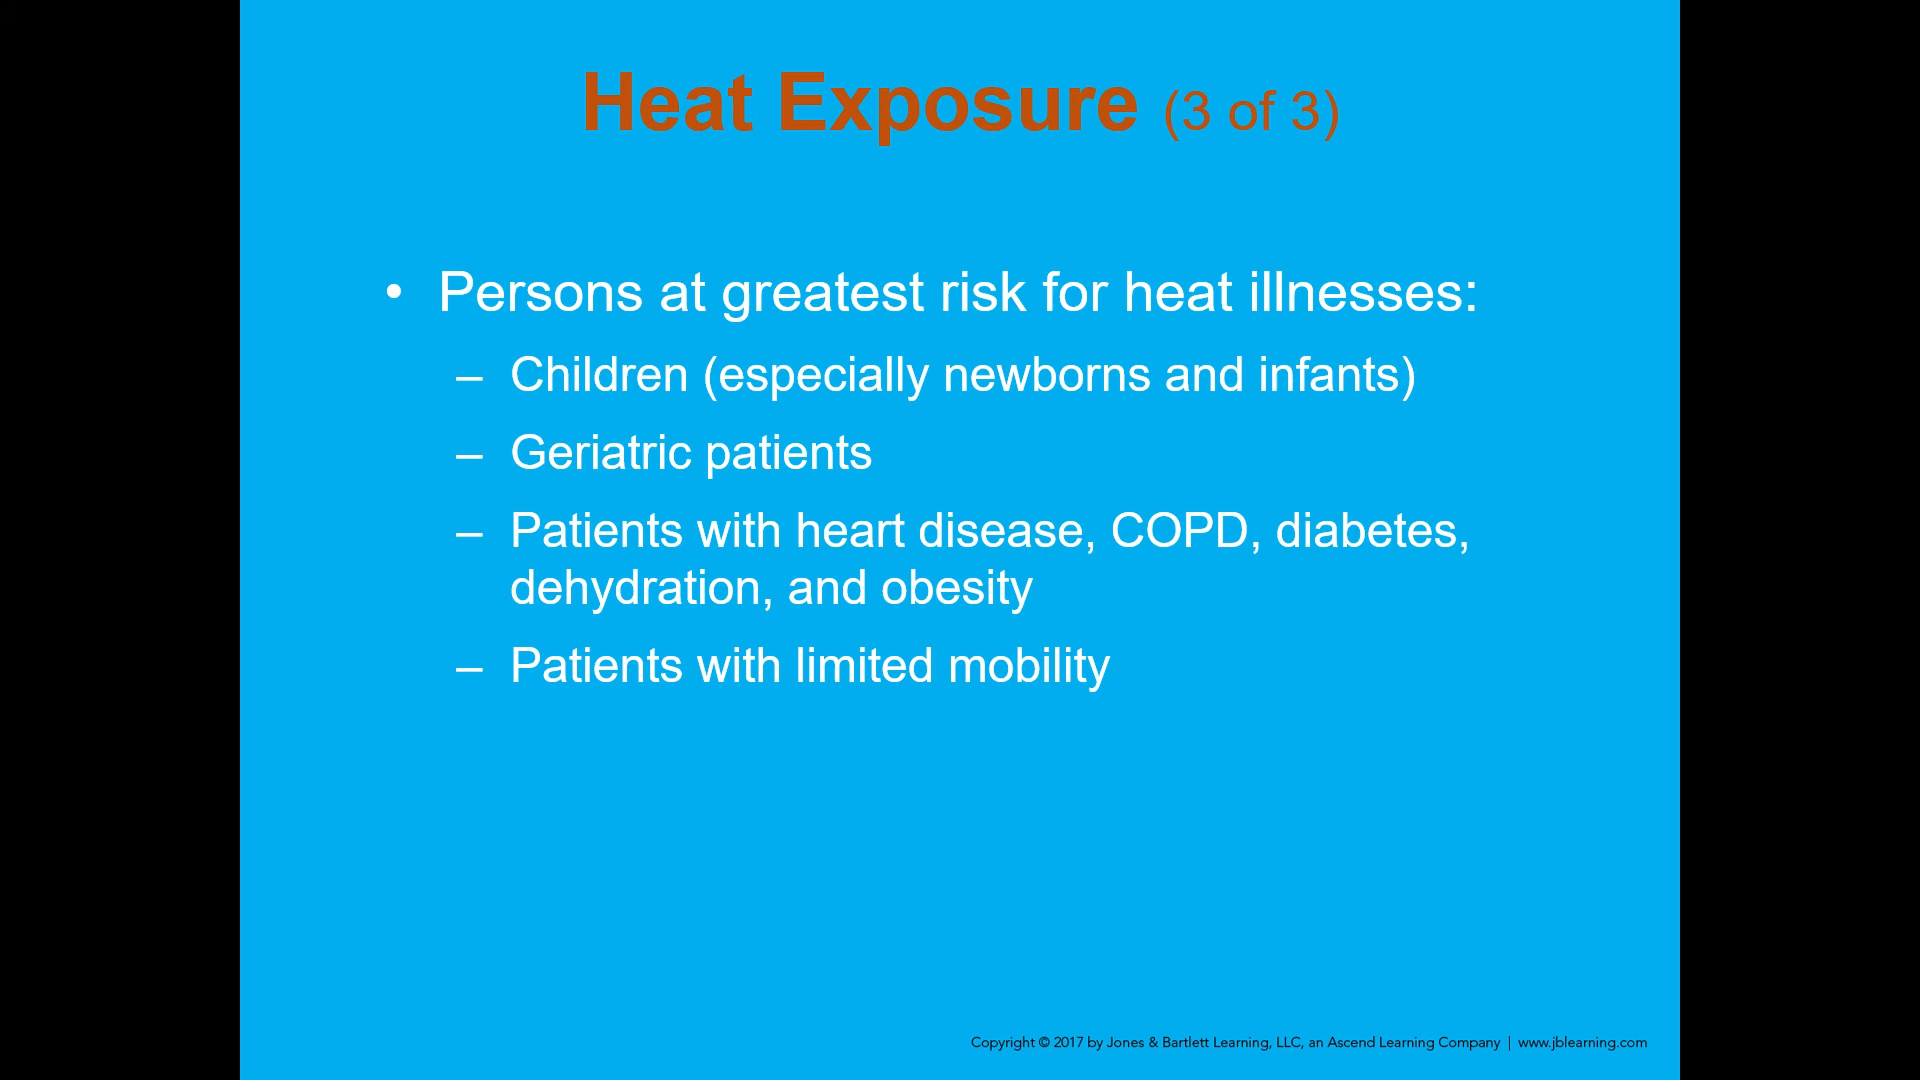 Heat Exposure (3 of 3)
• Persons at greatest risk for heat illnesses:
– Children (especially newborns and infants)
– Geriatric patients
– Patients with heart disease, COPD, diabetes,
dehydration, and obesity
– Patients with limited mobility
Copyright © 2017 by Jones & Bartlett Learning, LLC, an Ascend Learning Company | www.jblearning.com